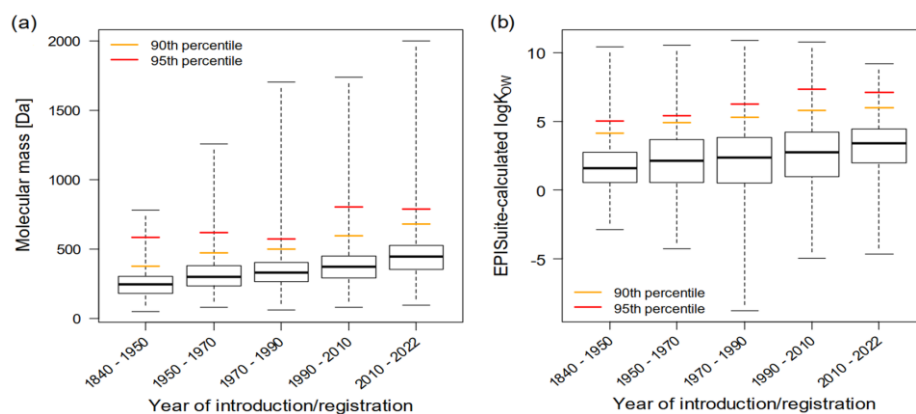 (a)
90th percentile
95th percentile
Molecular mass [Da]
2000
1500
1000
500
0
1840 - 1950
1950 - 1970
1970 - 1990
1990 - 2010
2010 - 2022
Year of introduction/registration
(b)
EPISuite-calculated logKOW
10
5
0
-5
90th percentile
95th percentile
1840 - 1950
1950 - 1970
1970 - 1990
1990 - 2010
2010 - 2022
Year of introduction/registration